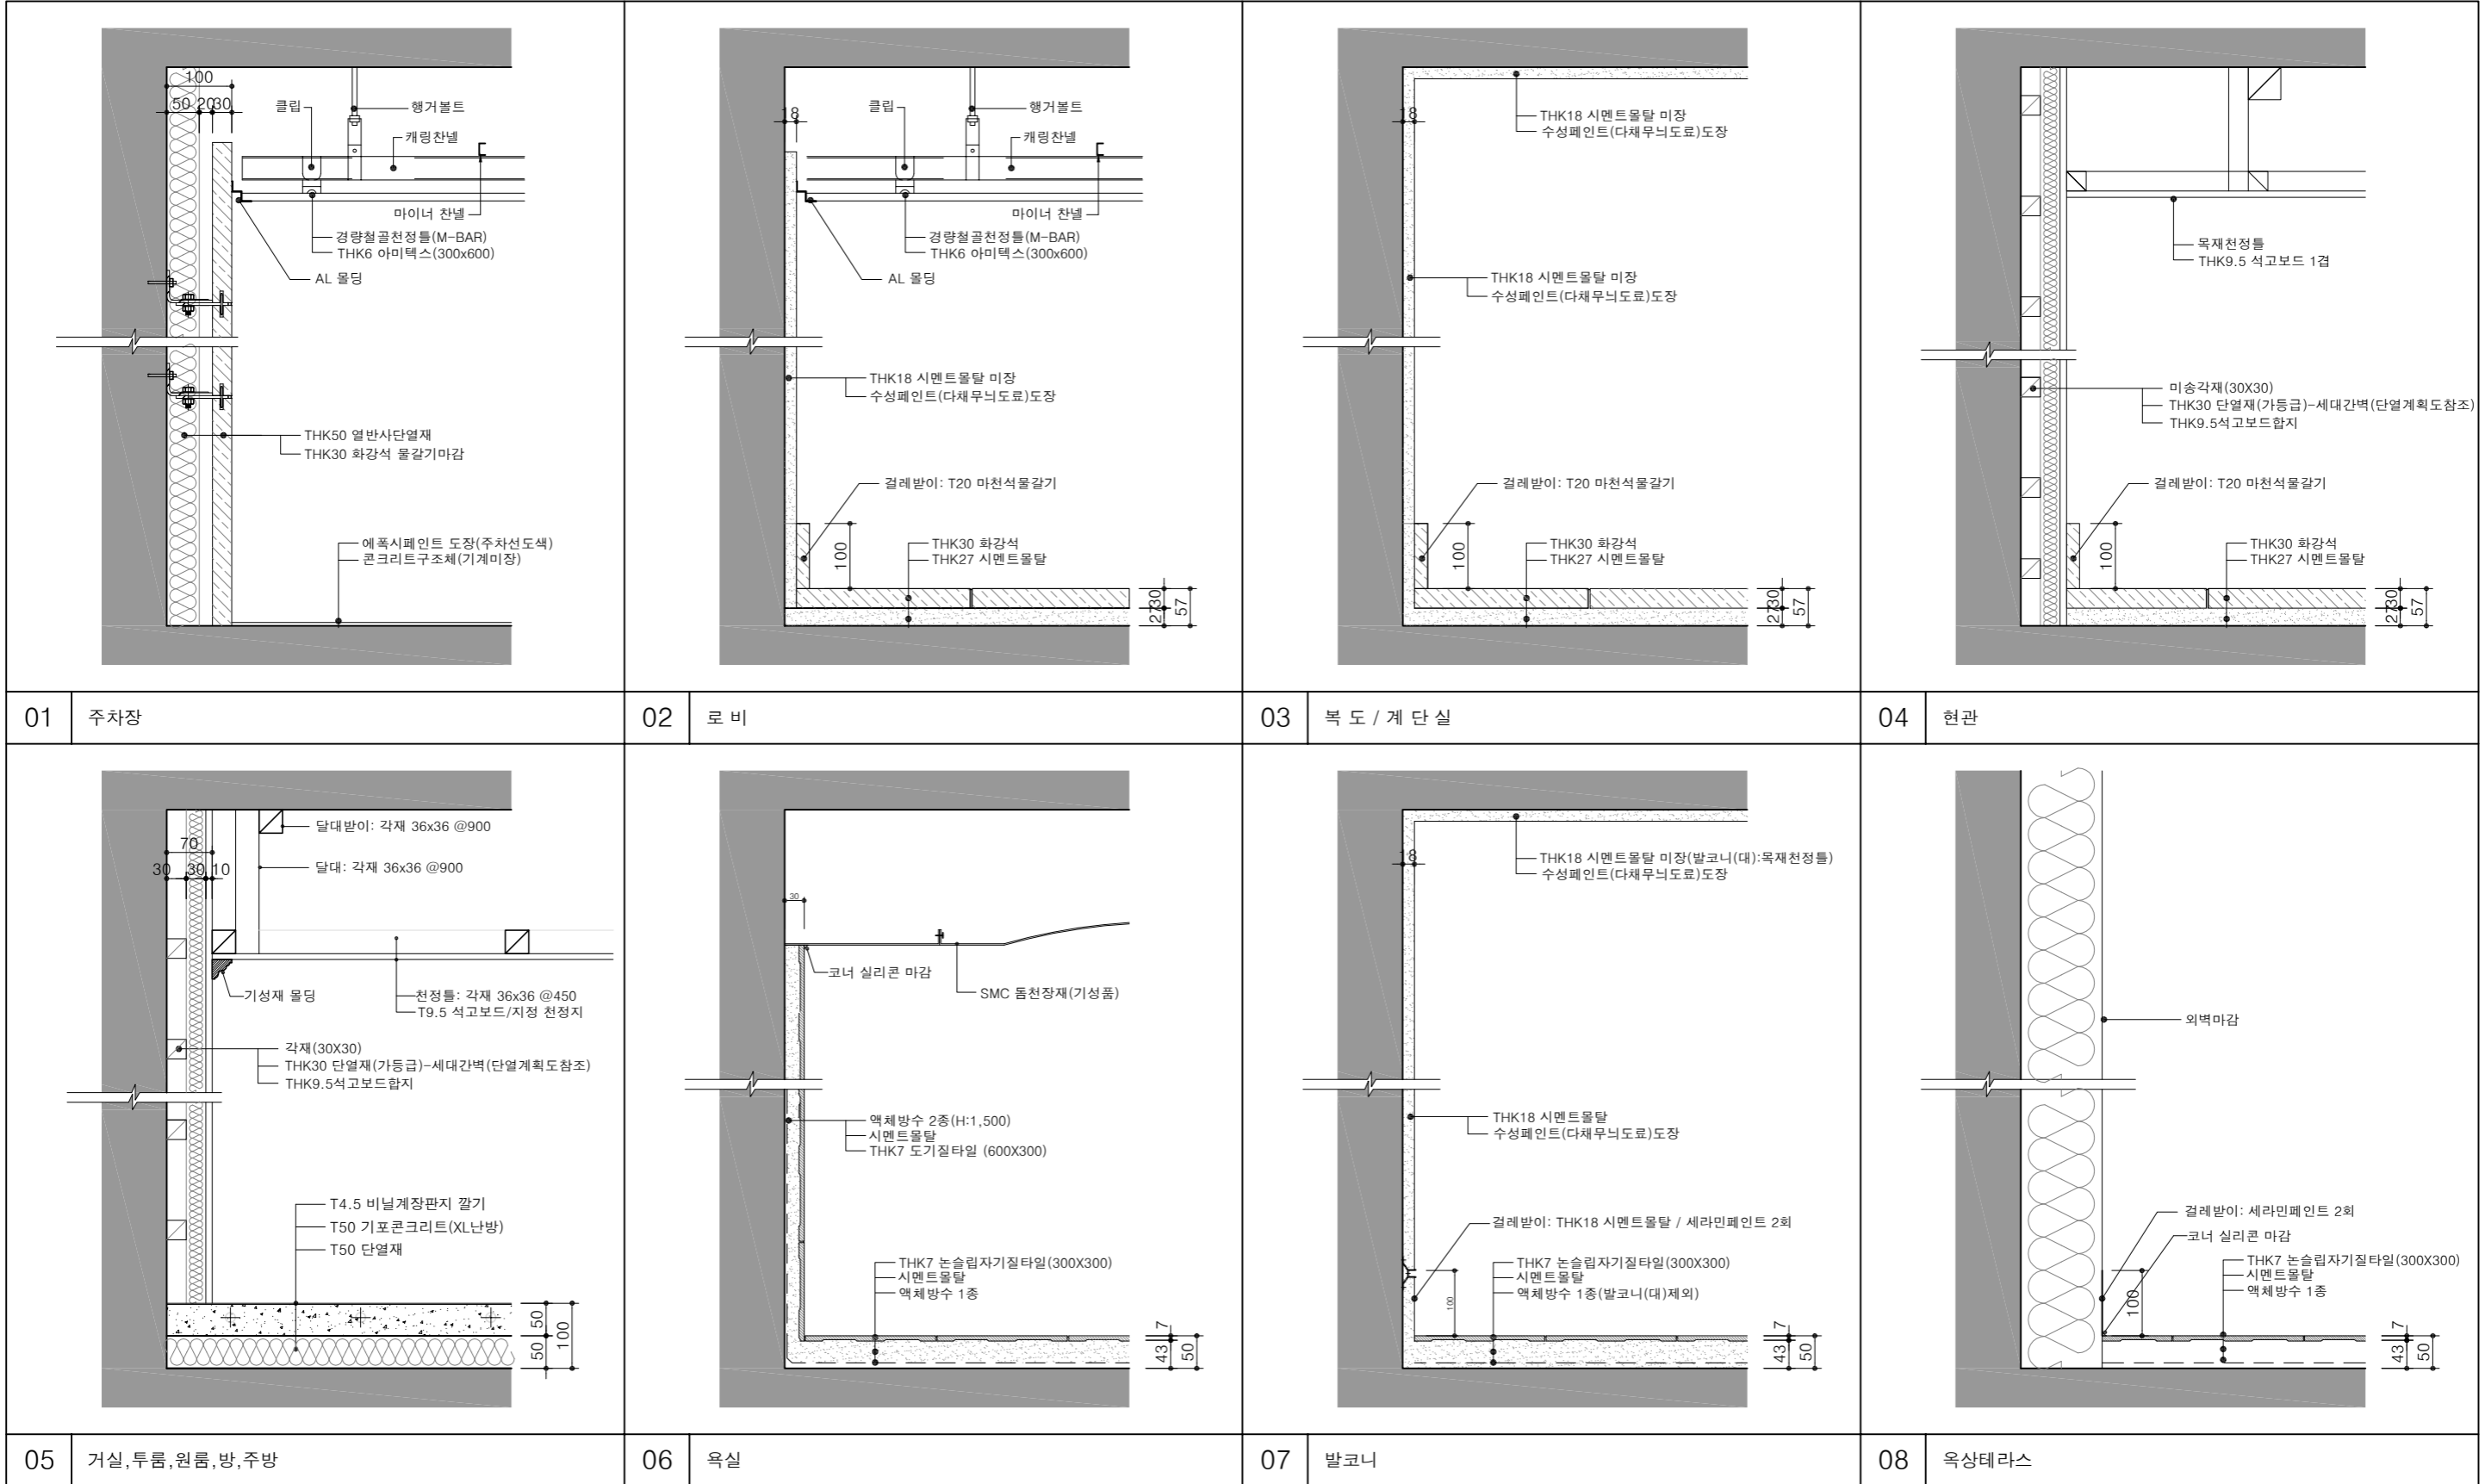 100
50 20 30
클립
행거볼트
캐링찬넬
마이너 찬넬
경량철골천정틀(M-BAR)
THK6 아미텍스(300x600)
AL 몰딩
THK50 열반사단열재
THK30 화강석 물갈기마감
에폭시페인트 도장(주차선도색)
콘크리트구조체(기계미장)
01 주차장
18
클립
행거볼트
캐링찬넬
마이너 찬넬
경량철골천정틀(M-BAR)
THK6 아미텍스(300x600)
AL 몰딩
THK18 시멘트몰탈 미장
수성페인트(다채무늬도료)도장
걸레받이: T20 마천석물갈기
100
THK30 화강석
THK27 시멘트몰탈
27 30
57
02 로 비
18
THK18 시멘트몰탈 미장
수성페인트(다채무늬도료)도장
THK18 시멘트몰탈 미장
수성페인트(다채무늬도료)도장
걸레받이: T20 마천석물갈기
100
THK30 화강석
THK27 시멘트몰탈
27 30
57
03 복 도 / 계 단 실
목재천정틀
THK9.5 석고보드 1겹
미송각재(30X30)
THK30 단열재(가등급)-세대간벽(단열계획도참조)
THK9.5석고보드합지
걸레받이: T20 마천석물갈기
100
THK30 화강석
THK27 시멘트몰탈
27 30
57
04 현관
달대받이: 각재 36x36 @900
70
달대: 각재 36x36 @900
30 30 10
기성재 몰딩
천정틀: 각재 36x36 @450
T9.5 석고보드/지정 천정지
각재(30X30)
THK30 단열재(가등급)-세대간벽(단열계획도참조)
THK9.5석고보드합지
T4.5 비닐계장판지 깔기
T50 기포콘크리트(XL난방)
T50 단열재
50 50
100
05 거실,투룸,원룸,방,주방
30
코너 실리콘 마감
SMC 돔천장재(기성품)
액체방수 2종(H:1,500)
시멘트몰탈
THK7 도기질타일 (600X300)
THK7 논슬립자기질타일(300X300)
시멘트몰탈
액체방수 1종
43 7
50
06 욕실
18
THK18 시멘트몰탈 미장(발코니(대):목재천정틀)
수성페인트(다채무늬도료)도장
THK18 시멘트몰탈
수성페인트(다채무늬도료)도장
걸레받이: THK18 시멘트몰탈 / 세라민페인트 2회
100
THK7 논슬립자기질타일(300X300)
시멘트몰탈
액체방수 1종(발코니(대)제외)
43 7
50
07 발코니
외벽마감
걸레받이: 세라민페인트 2회
코너 실리콘 마감
100
THK7 논슬립자기질타일(300X300)
시멘트몰탈
액체방수 1종
43 7
50
08 옥상테라스